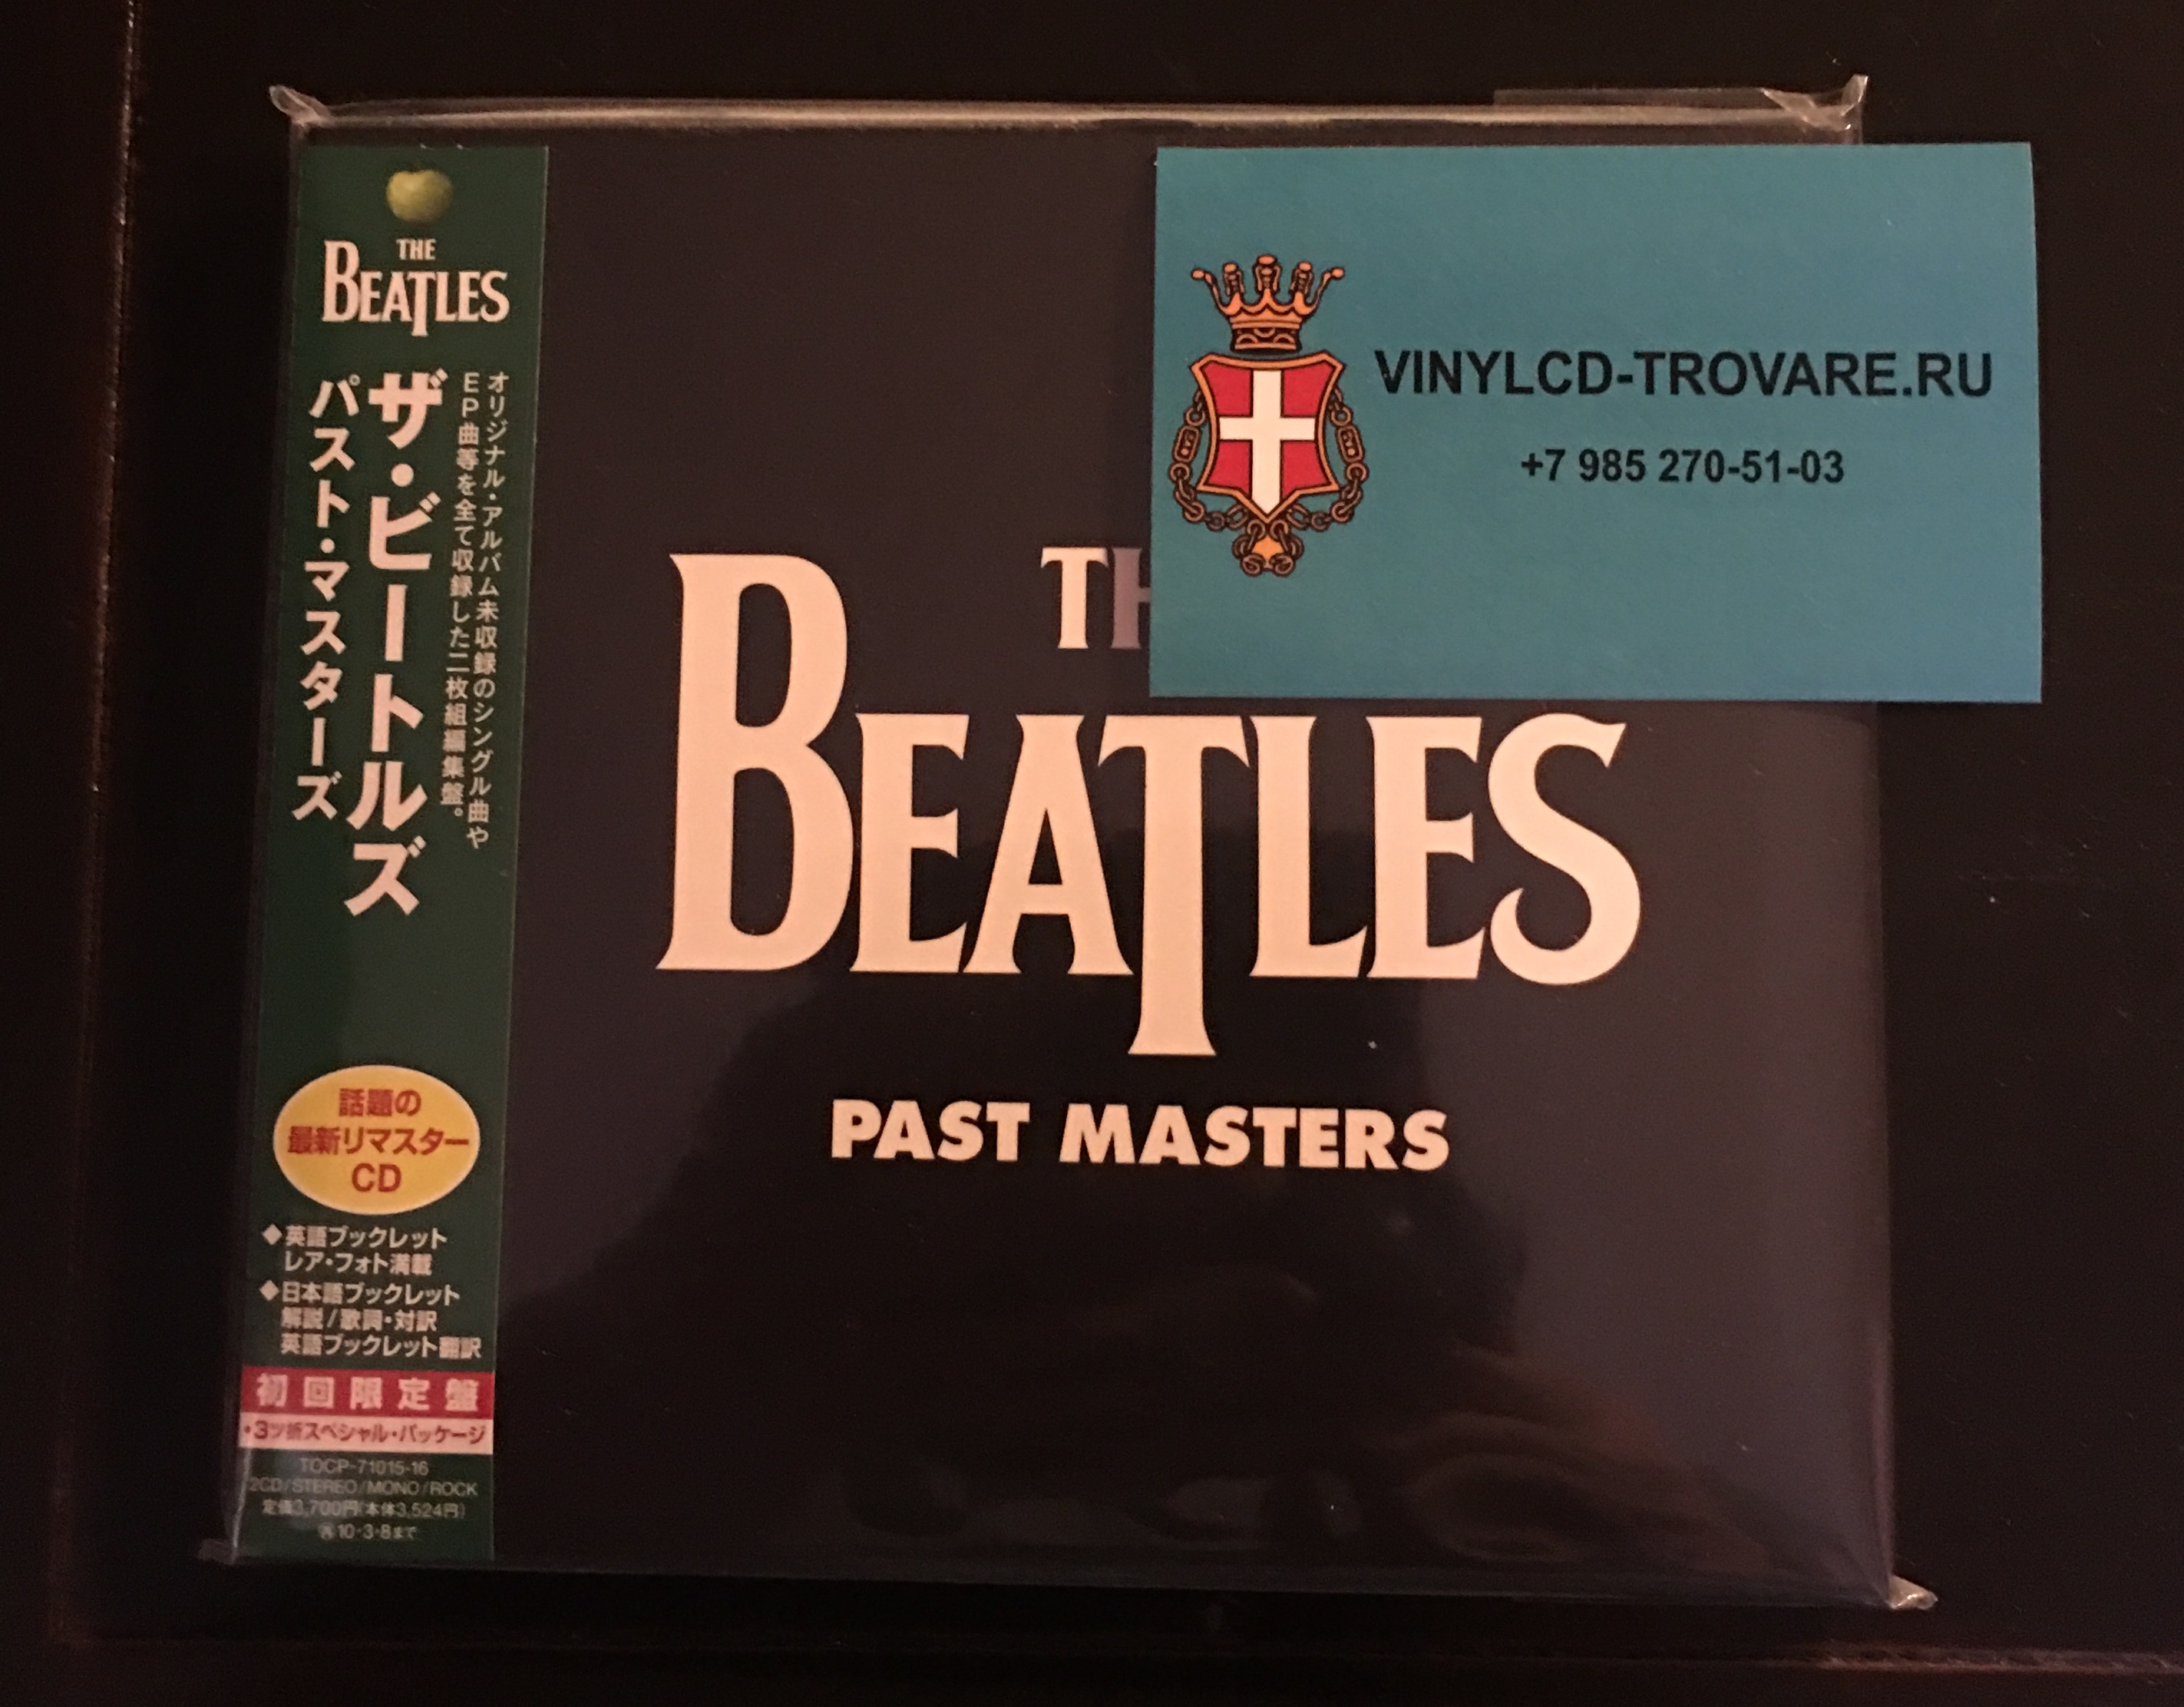 THE
BEATLES
オリジナル・アルバム未収録のシングル曲や
EP曲等を全て収録した二枚組編集盤。
ザ・ビートルズ
パスト・マスターズ
話題の
最新リマスター
CD
◆英語ブックレット
レア・フォト満載
◆日本語ブックレット
解説/歌詞・対訳
英語ブックレット翻訳
初回限定盤
・3ツ折スペシャル・パッケージ
TOCP-71015-16
2CD/STEREO/MONO/ROCK
定価3,700円(本体3,524円)
10・3・8まで
TH
BEATLES
PAST MASTERS
VINYLCD-TROVARE.RU
+7 985 270-51-03